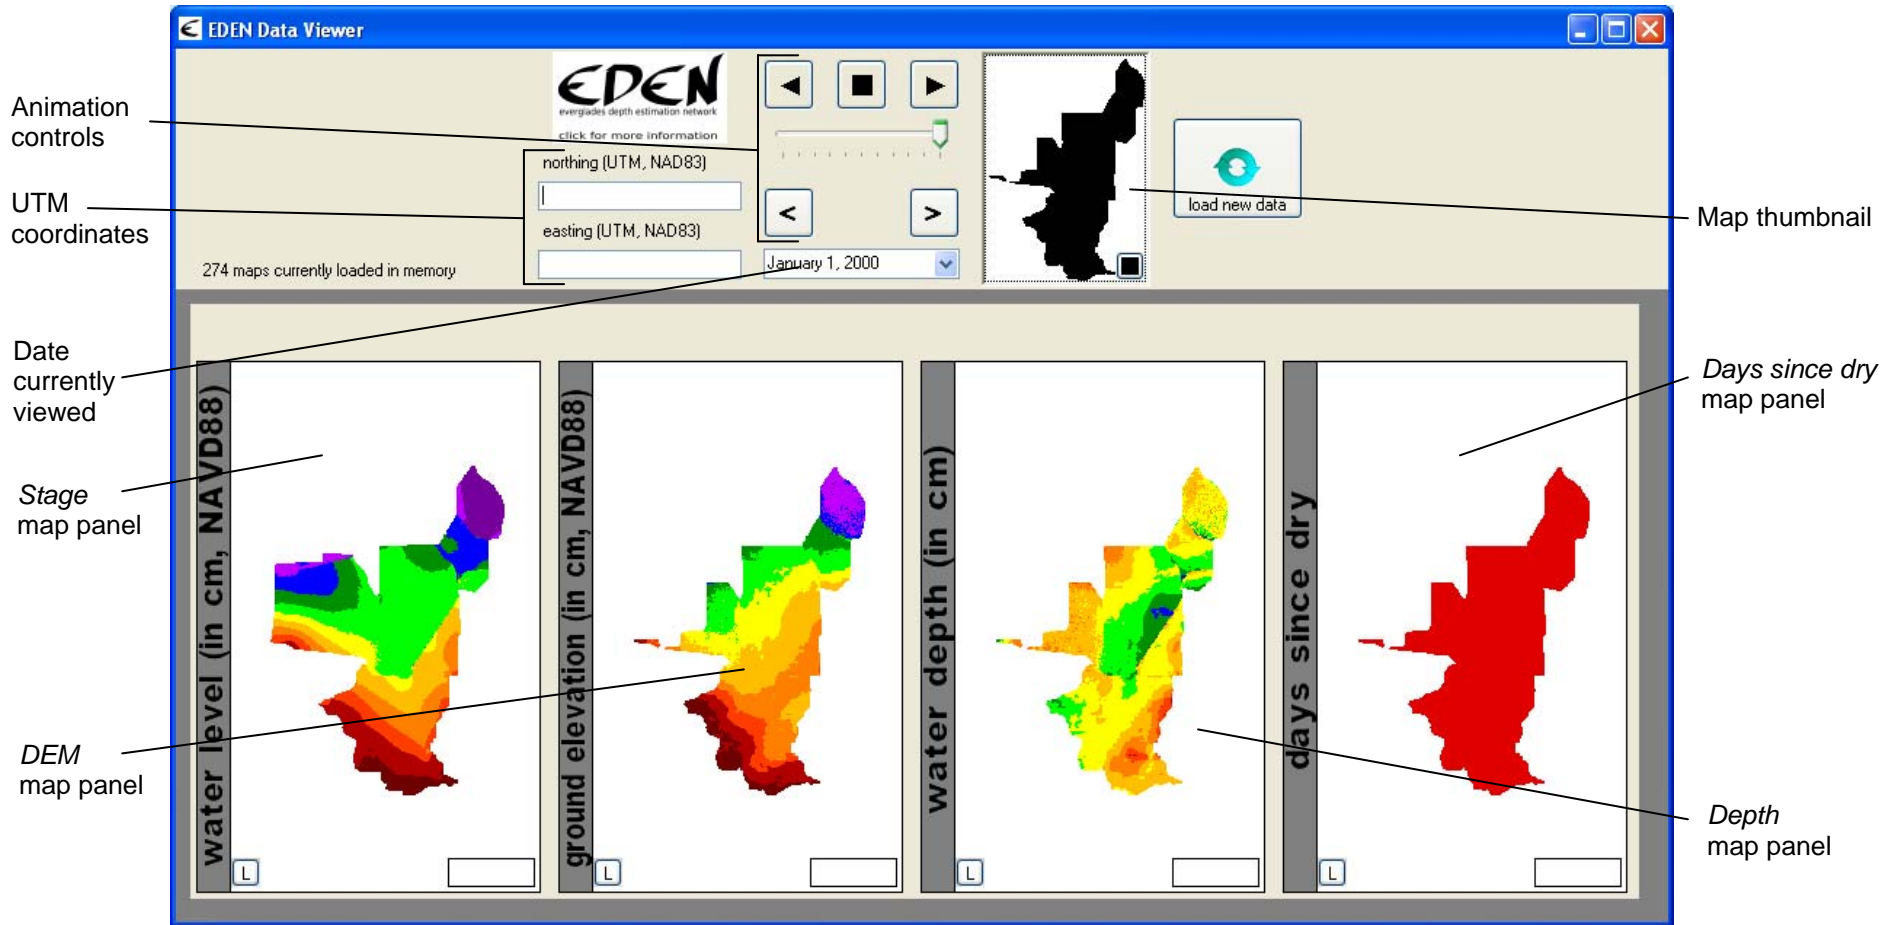 EDEN Data Viewer
EDEN
everglades depth estimation network
click for more information
northing (UTM, NAD83)
easting (UTM, NAD83)
274 maps currently loaded in memory
<
>
January 1, 2000
load new data
Animation
controls
UTM
coordinates
Date
currently
viewed
Stage
map panel
DEM
map panel
Map thumbnail
Days since dry
map panel
Depth
map panel
water level (in cm, NAVD88)
L
ground elevation (in cm, NAVD88)
L
water depth (in cm)
L
days since dry
L